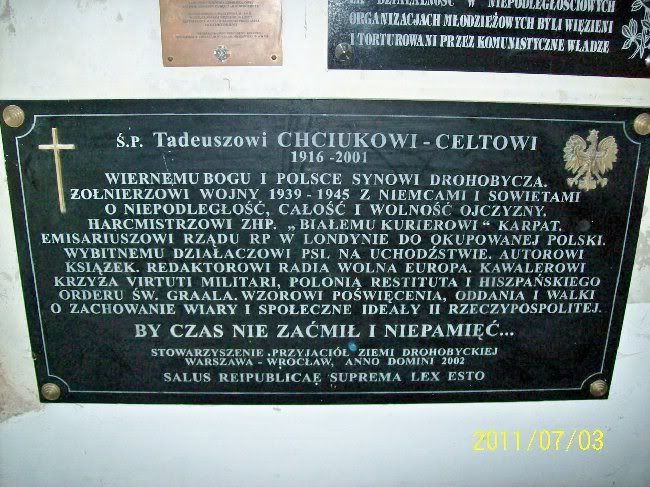 ZA DZIAŁALNOŚĆ W NIEPODLEGŁOŚCIOWYCH
ORGANIZACJACH MŁODZIEŻOWYCH BYLI WIĘZIENI
I TORTUROWANI PRZEZ KOMUNISTYCZNE WŁADZE
Ś.P. Tadeuszowi CHCIUKOWI - CELTOWI
1916 -2001
WIERNEMU BOGU I POLSCE SYNOWI DROHOBYCZA.
ŻOŁNIERZOWI WOJNY 1939 - 1945 Z NIEMCAMI I SOWIETAMI
O NIEPODLEGŁOŚĆ, CAŁOŚĆ I WOLNOŚĆ OJCZYZNY.
HARCMISTRZOWI ZHP. „BIAŁEMU KURIEROWI" KARPAT.
EMISARIUSZOWI RZĄDU RP W LONDYNIE DO OKUPOWANEJ POLSKI.
WYBITNEMU DZIAŁACZOWI PSL NA UCHODŹSTWIE. AUTOROWI
KSIĄŻEK. REDAKTOROWI RADIA WOLNA EUROPA. KAWALEROWI
KRZYŻA VIRTUTI MILITARI, POLONIA RESTITUTA I HISZPAŃSKIEGO
ORDERU ŚW. GRAALA. WZOROWI POŚWIĘCENIA, ODDANIA I WALKI
O ZACHOWANIE WIARY I SPOŁECZNE IDEAŁY II RZECZYPOSPOLITEJ.
BY CZAS NIE ZAĆMIŁ I NIEPAMIĘĆ...
STOWARZYSZENIE PRZYJACIÓŁ ZIEMI DROHOBYCKIEJ
WARSZAWA - WROCŁAW, ANNO DOMINI 2002
SALUS REIPUBLICAE SUPREMA LEX ESTO
2011/07/03